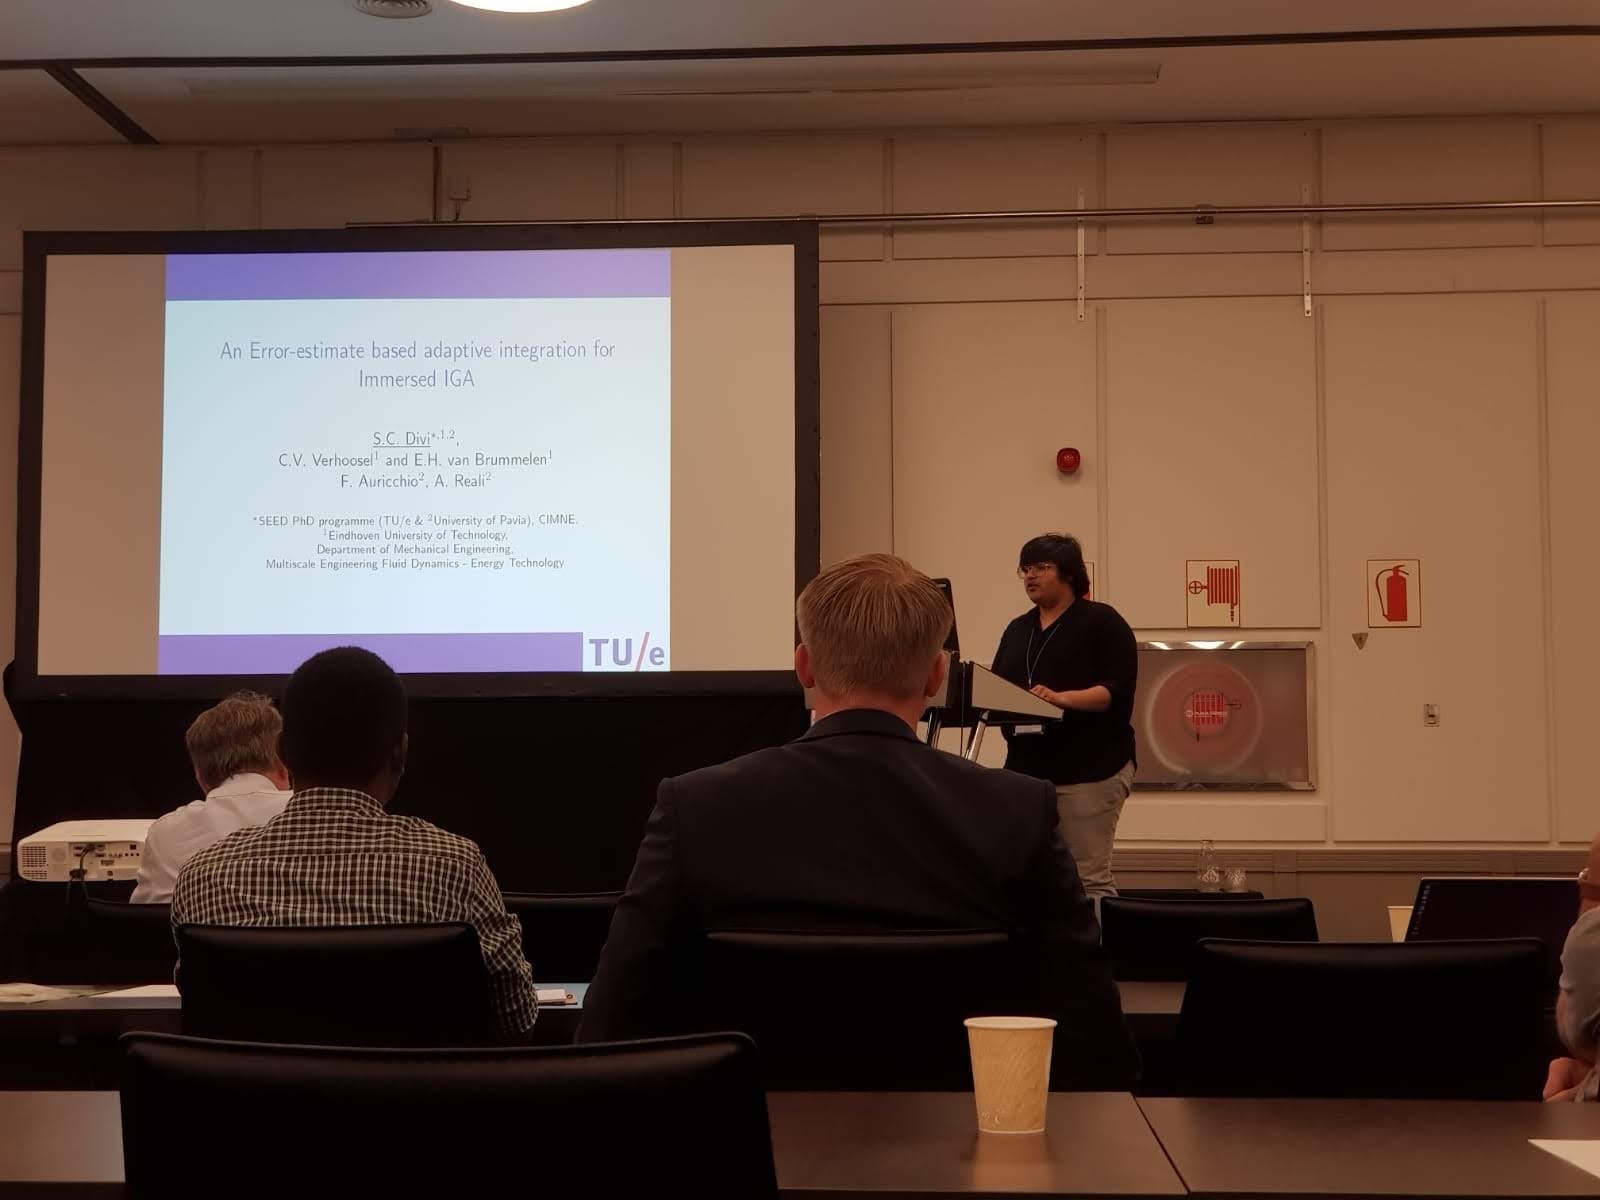 An Error-estimate based adaptive integration for
Immersed IGA
S.C. Divi*,1,2,
C.V. Verhoosel1 and E.H. van Brummelen1
F. Auricchio2, A. Reali2
*SEED PhD programme (TU/e & 2University of Pavia), CIMNE.
1Eindhoven University of Technology,
Department of Mechanical Engineering,
Multiscale Engineering Fluid Dynamics - Energy Technology
TU/e